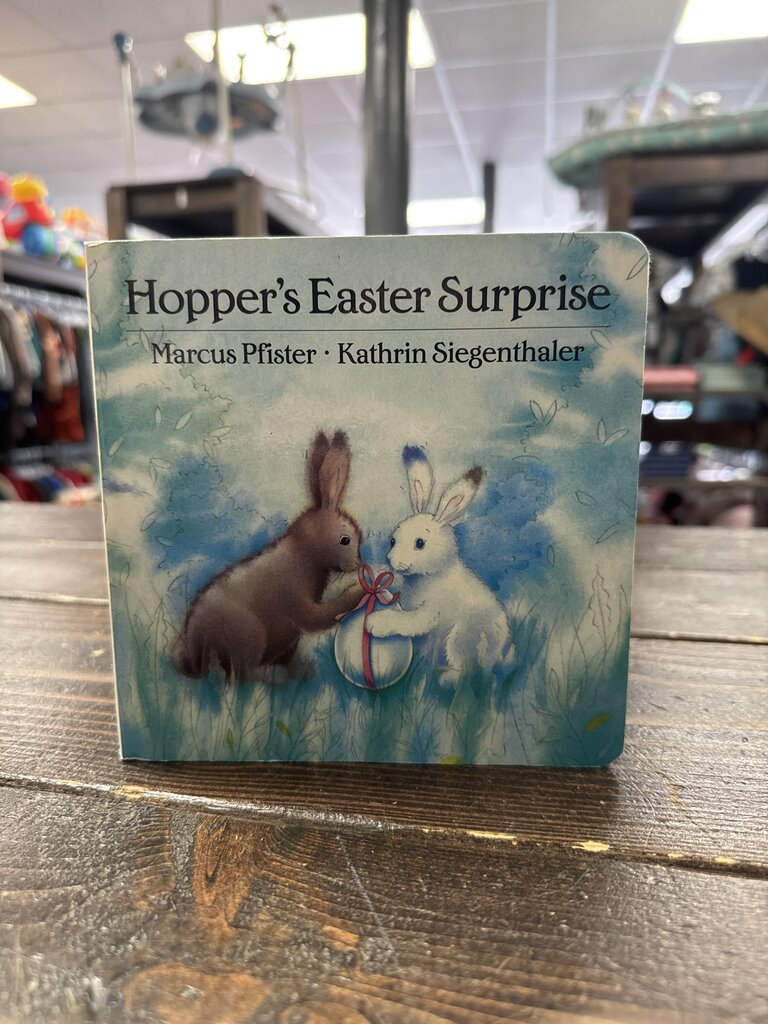 Hopper's Easter Surprise
Marcus Pfister · Kathrin Siegenthaler